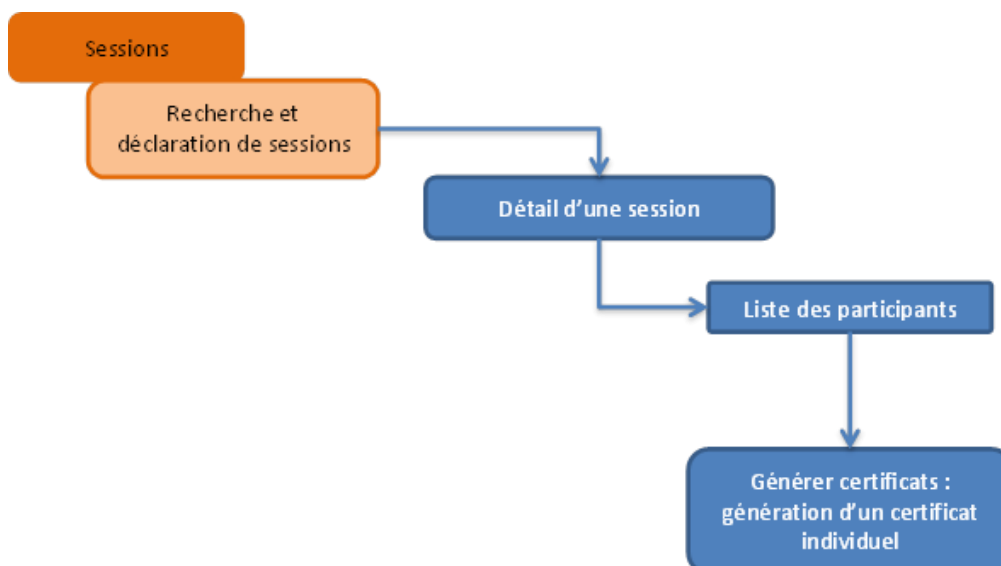 Sessions
Recherche et
déclaration de sessions
Détail d’une session
Liste des participants
Générer certificats :
génération d’un certificat
individuel